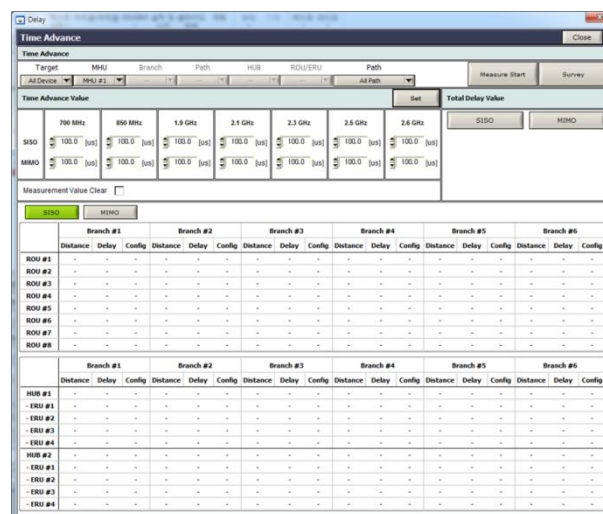 Delay
Time Advance Close
Time Advance
Target MHU Branch Path HUB ROU/ERU Path
All Device MHU #1 -- -- -- -- All Path Measure Start Survey
Time Advance Value Set Total Delay Value
700 MHz 850 MHz 1.9 GHz 2.1 GHz 2.3 GHz 2.5 GHz 2.6 GHz SISO MIMO
SISO 100.0 [us] 100.0 [us] 100.0 [us] 100.0 [us] 100.0 [us] 100.0 [us] 100.0 [us]
MIMO 100.0 [us] 100.0 [us] 100.0 [us] 100.0 [us] 100.0 [us] 100.0 [us] 100.0 [us]
Measurement Value Clear
SISO MIMO
Branch #1 Branch #2 Branch #3 Branch #4 Branch #5 Branch #6
Distance Delay Config Distance Delay Config Distance Delay Config Distance Delay Config Distance Delay Config Distance Delay Config
ROU #1 - - - - - - - - - - - - - - - - - -
ROU #2 - - - - - - - - - - - - - - - - - -
ROU #3 - - - - - - - - - - - - - - - - - -
ROU #4 - - - - - - - - - - - - - - - - - -
ROU #5 - - - - - - - - - - - - - - - - - -
ROU #6 - - - - - - - - - - - - - - - - - -
ROU #7 - - - - - - - - - - - - - - - - - -
ROU #8 - - - - - - - - - - - - - - - - - -
Branch #1 Branch #2 Branch #3 Branch #4 Branch #5 Branch #6
Distance Delay Config Distance Delay Config Distance Delay Config Distance Delay Config Distance Delay Config Distance Delay Config
HUB #1 - - - - - - - - - - - - - - - - - -
- ERU #1 - - - - - - - - - - - - - - - - - -
- ERU #2 - - - - - - - - - - - - - - - - - -
- ERU #3 - - - - - - - - - - - - - - - - - -
- ERU #4 - - - - - - - - - - - - - - - - - -
HUB #2 - - - - - - - - - - - - - - - - - -
- ERU #1 - - - - - - - - - - - - - - - - - -
- ERU #2 - - - - - - - - - - - - - - - - - -
- ERU #3 - - - - - - - - - - - - - - - - - -
- ERU #4 - - - - - - - - - - - - - - - - - -